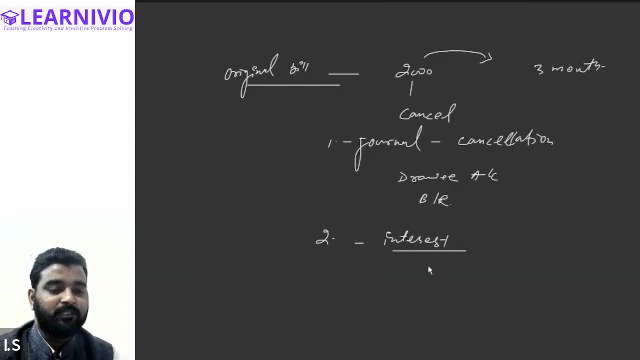 LEARNIVIO
Teaching Creativity and Inventive Problem Solving
original Bill — 2000 3 months
Cancel
1. - Journal - cancellation
Drawee A/c
B/R.
2. - interest
I.S